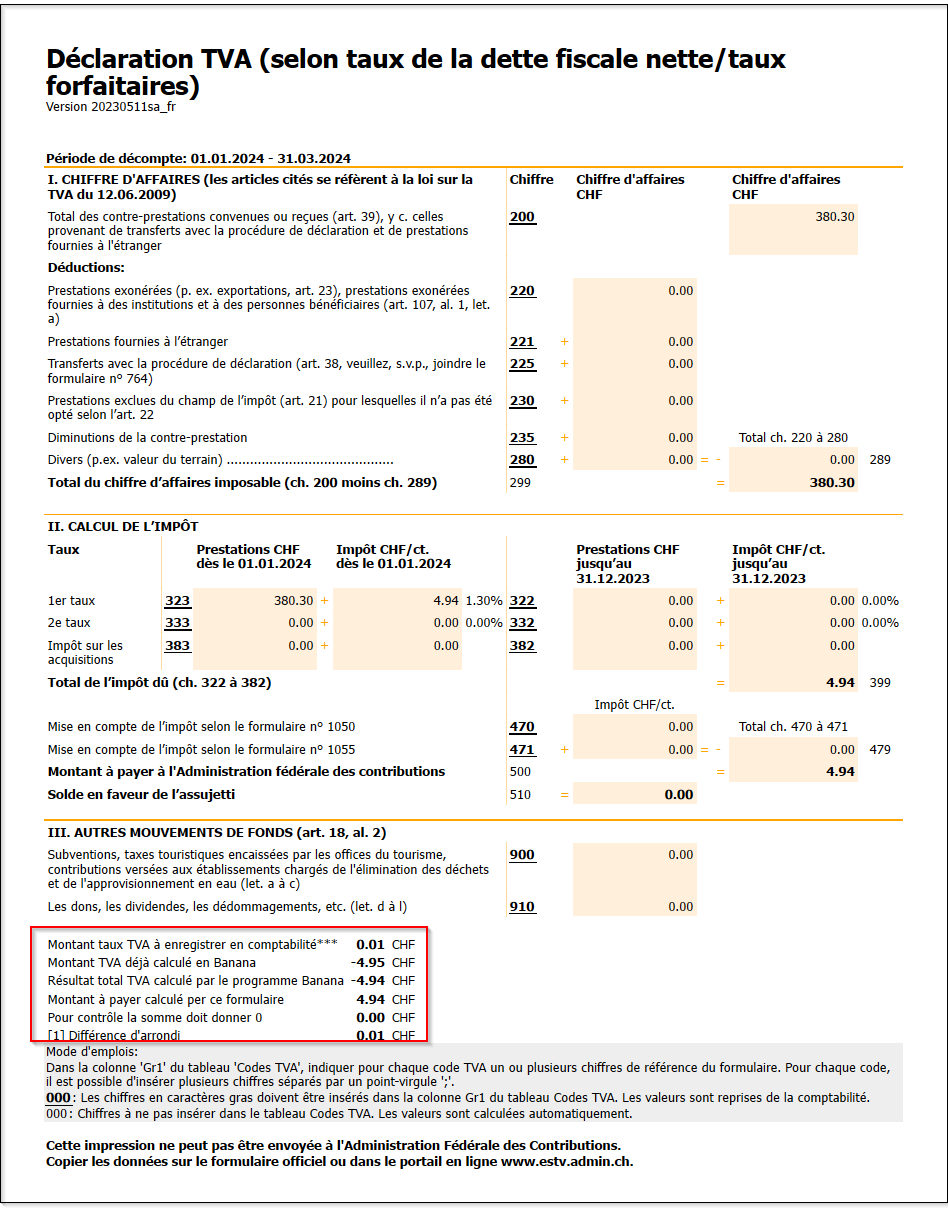 Déclaration TVA (selon taux de la dette fiscale nette/taux
forfaitaires)
Version 20230511sa_fr
Période de décompte: 01.01.2024 - 31.03.2024
I. CHIFFRE D'AFFAIRES (les articles cités se réfèrent à la loi sur la TVA du 12.06.2009) Chiffre Chiffre d'affaires CHF Chiffre d'affaires CHF
Total des contre-prestations convenues ou reçues (art. 39), y c. celles 200 380.30
provenant de transferts avec la procédure de déclaration et de prestations
fournies à l'étranger
Déductions:
Prestations exonérées (p. ex. exportations, art. 23), prestations exonérées 220 0.00
fournies à des institutions et à des personnes bénéficiaires (art. 107, al. 1, let.
a)
Prestations fournies à l’étranger 221 + 0.00
Transferts avec la procédure de déclaration (art. 38, veuillez, s.v.p., joindre le 225 + 0.00
formulaire nº 764)
Prestations exclues du champ de l’impôt (art. 21) pour lesquelles il n’a pas été 230 + 0.00
opté selon l’art. 22
Diminutions de la contre-prestation 235 + 0.00 Total ch. 220 à 280
Divers (p.ex. valeur du terrain) ........................................... 280 + 0.00 = - 0.00 289
Total du chiffre d’affaires imposable (ch. 200 moins ch. 289) 299 = 380.30
II. CALCUL DE L’IMPÔT
Taux Prestations CHF dès le 01.01.2024 Impôt CHF/ct. dès le 01.01.2024 Prestations CHF jusqu’au 31.12.2023 Impôt CHF/ct. jusqu’au 31.12.2023
1er taux 323 380.30 + 4.94 1.30% 322 0.00 + 0.00 0.00%
2e taux 333 0.00 + 0.00 0.00% 332 0.00 + 0.00 0.00%
Impôt sur les 383 0.00 + 0.00 382 0.00 + 0.00
acquisitions
Total de l’impôt dû (ch. 322 à 382) = 4.94 399
Impôt CHF/ct.
Mise en compte de l’impôt selon le formulaire nº 1050 470 0.00 Total ch. 470 à 471
Mise en compte de l’impôt selon le formulaire nº 1055 471 + 0.00 = - 0.00 479
Montant à payer à l'Administration fédérale des contributions 500 = 4.94
Solde en faveur de l’assujetti 510 = 0.00
III. AUTRES MOUVEMENTS DE FONDS (art. 18, al. 2)
Subventions, taxes touristiques encaissées par les offices du tourisme, 900 0.00
contributions versées aux établissements chargés de l'élimination des déchets
et de l'approvisionnement en eau (let. a à c)
Les dons, les dividendes, les dédommagements, etc. (let. d à l) 910 0.00
Montant taux TVA à enregistrer en comptabilité*** 0.01 CHF
Montant TVA déjà calculé en Banana -4.95 CHF
Résultat total TVA calculé par le programme Banana -4.94 CHF
Montant à payer calculé per ce formulaire 4.94 CHF
Pour contrôle la somme doit donner 0 0.00 CHF
[1] Différence d'arrondi 0.01 CHF
Mode d'emplois:
Dans la colonne 'Gr1' du tableau 'Codes TVA', indiquer pour chaque code TVA un ou plusieurs chiffres de référence du formulaire. Pour chaque code,
il est possible d'insérer plusieurs chiffres séparés par un point-virgule ';'.
000: Les chiffres en caractères gras doivent être insérés dans la colonne Gr1 du tableau Codes TVA. Les valeurs sont reprises de la comptabilité.
000: Chiffres à ne pas insérer dans le tableau Codes TVA. Les valeurs sont calculées automatiquement.
Cette impression ne peut pas être envoyée à l'Administration Fédérale des Contributions.
Copier les données sur le formulaire officiel ou dans le portail en ligne www.estv.admin.ch.